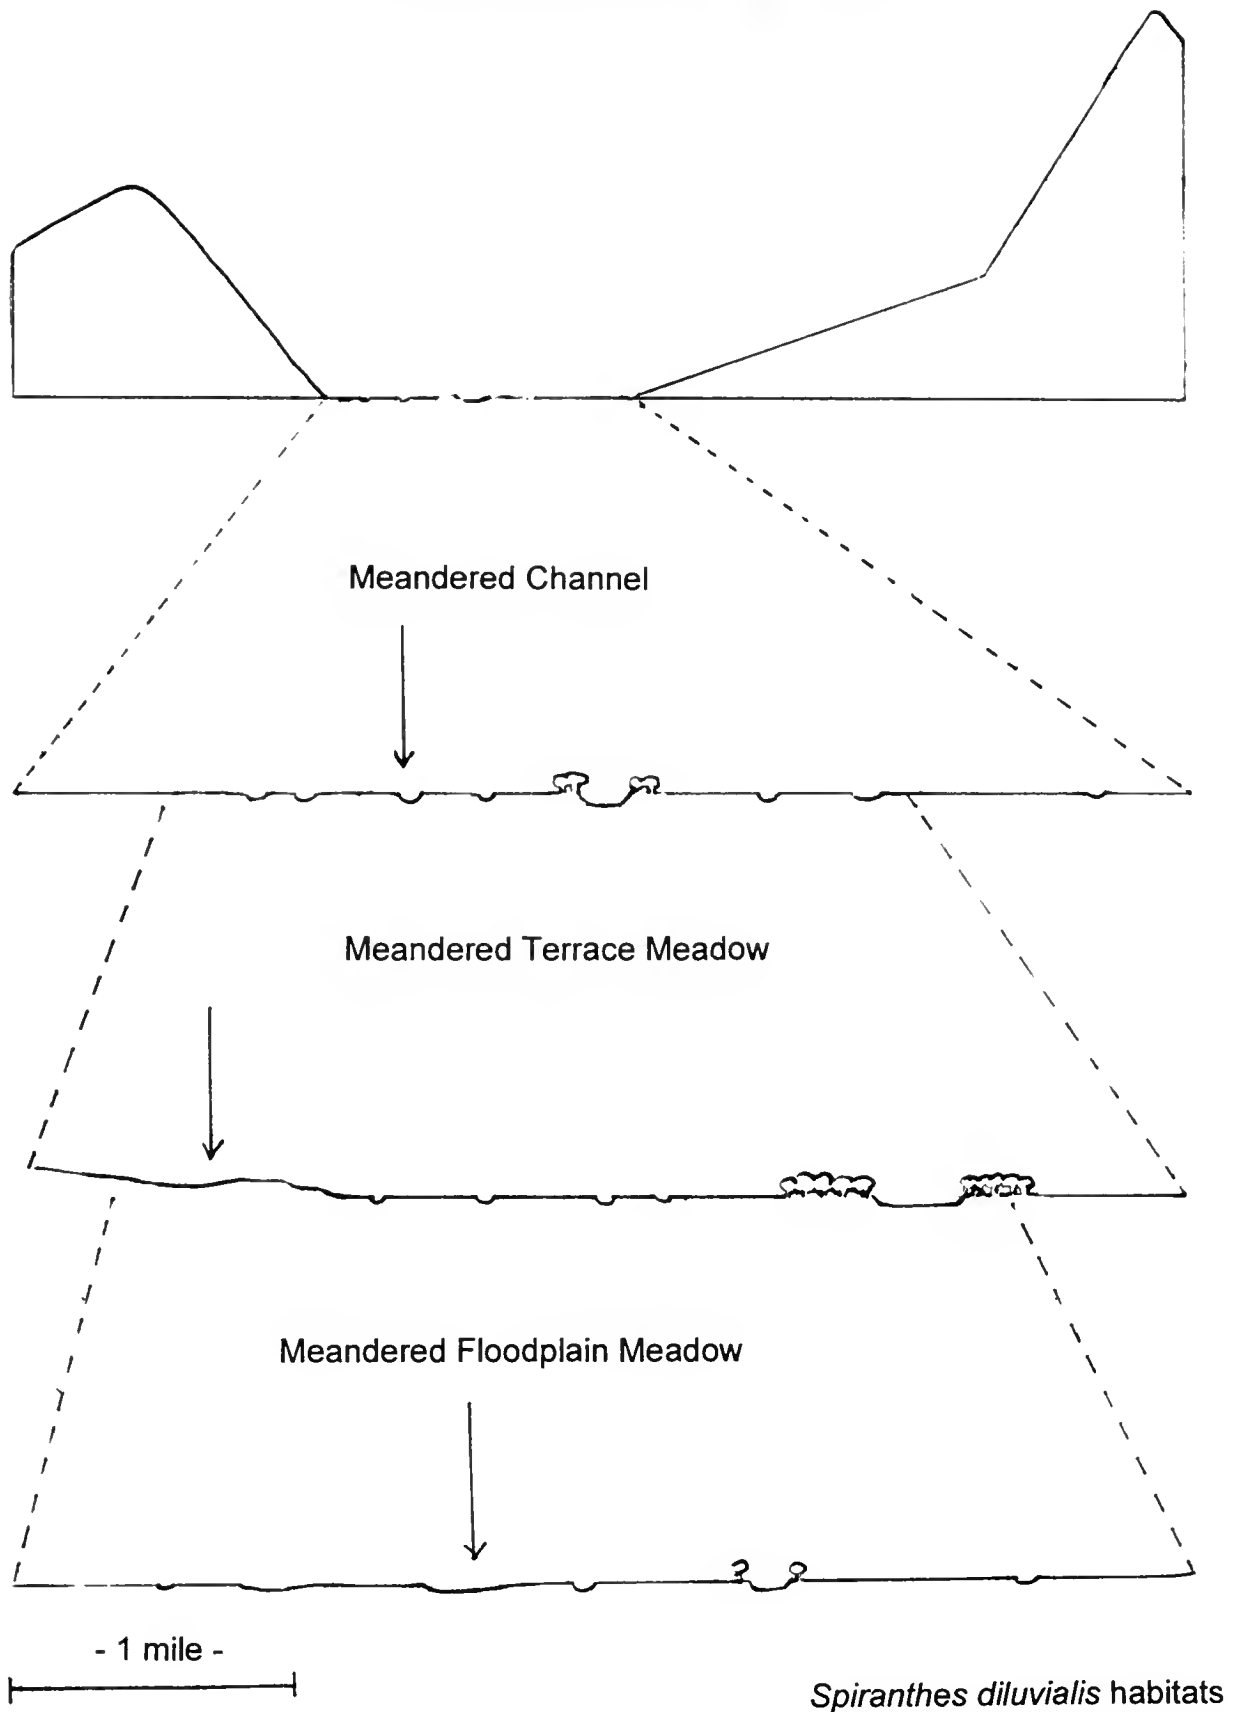 Meandered Channel
Meandered Terrace Meadow
Meandered Floodplain Meadow
- 1 mile -
Spiranthes diluvialis habitats